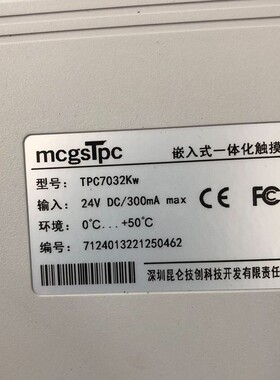 mcgsTpc 嵌入式一体化触摸
型号: TPC7032Kw
输入: 24V DC/300mA max CE FC
环境: 0℃...+50℃
编号: 7124013221250462
深圳昆仑技创科技开发有限责任